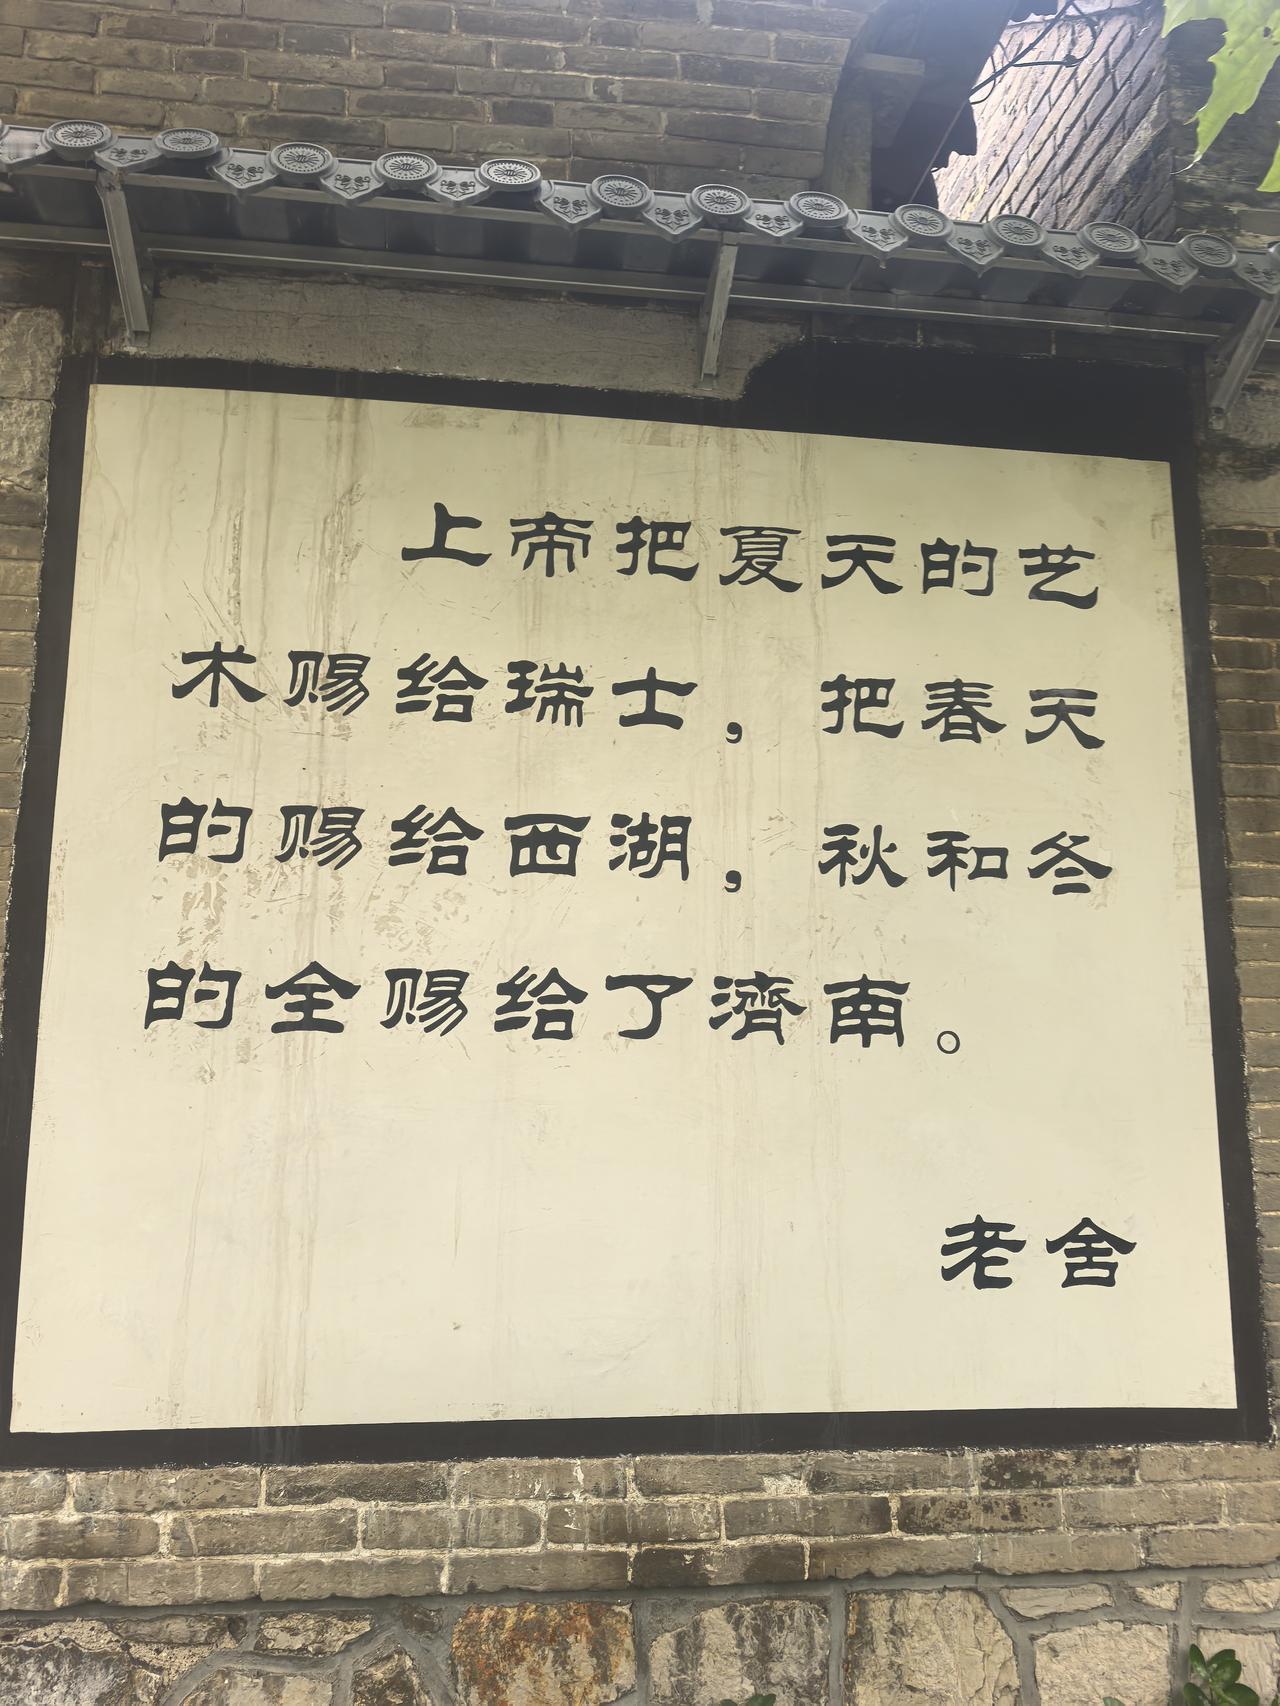 上帝把夏天的艺
术赐给瑞士，把春天
的赐给西湖，秋和冬
的全赐给了濟南。
老舍